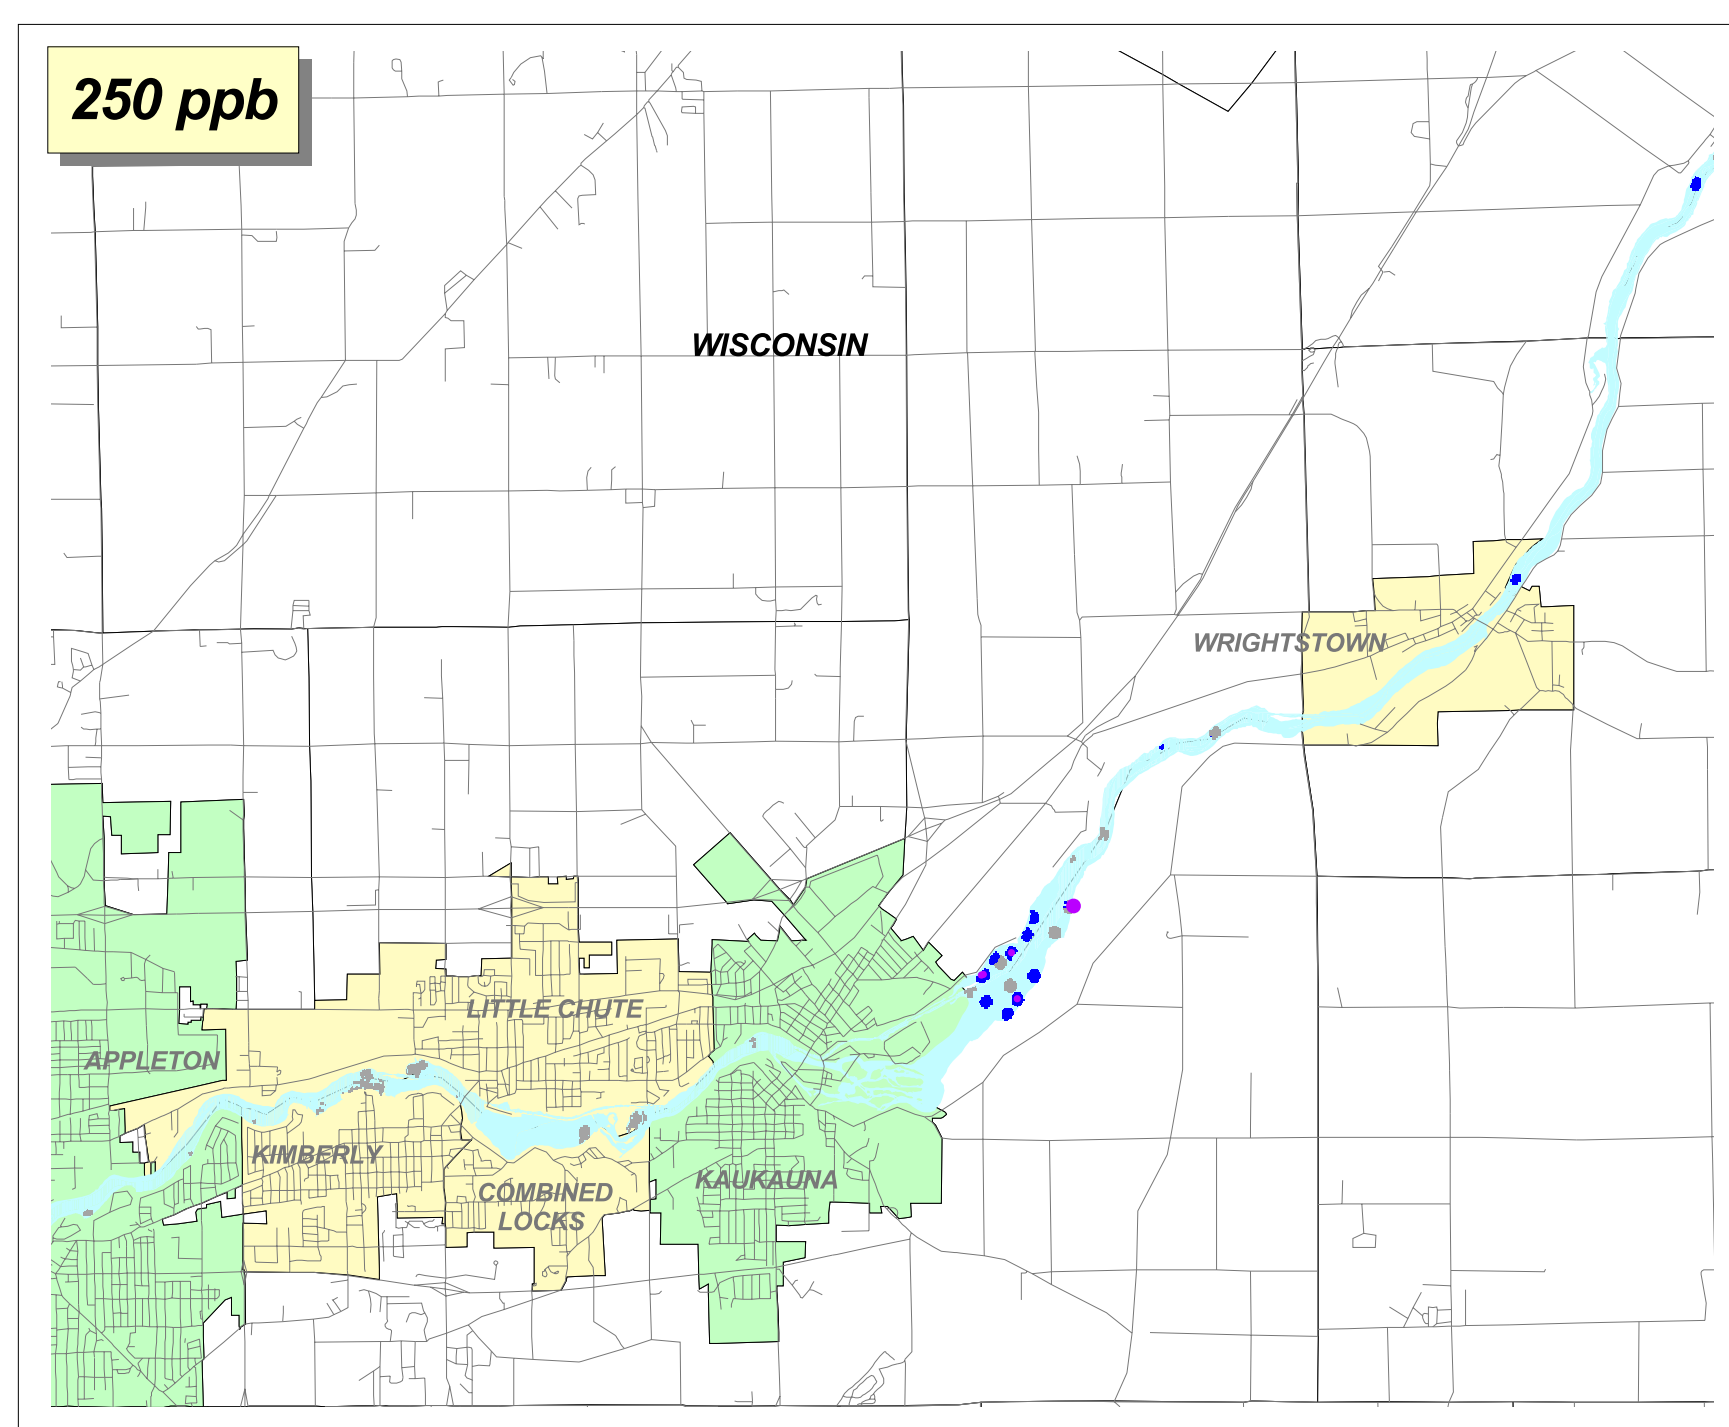 250 ppb
WISCONSIN
WRIGHTSTOWN
LITTLE CHUTE
APPLETON
KIMBERLY
KAUKAUNA
COMBINED
LOCKS